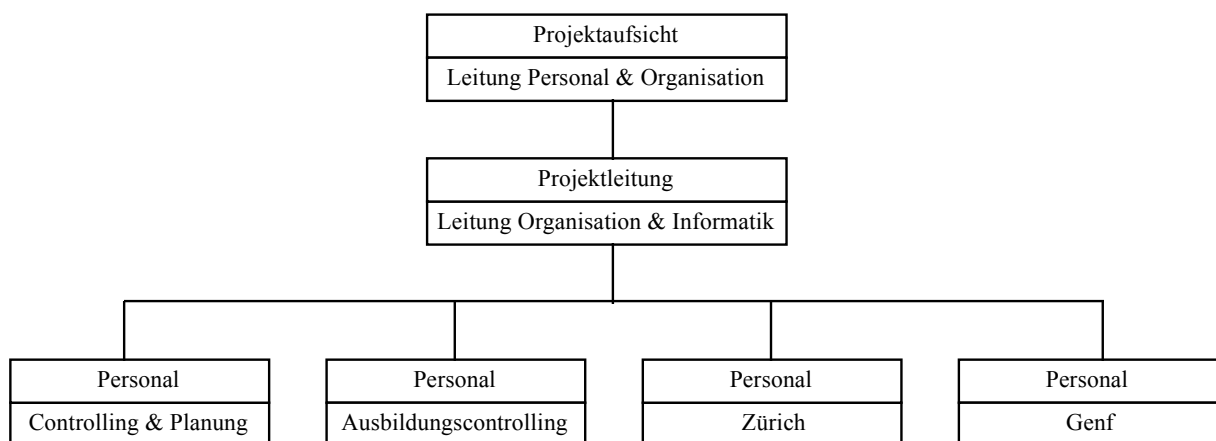 Projektaufsicht
Leitung Personal & Organisation
Projektleitung
Leitung Organisation & Informatik
Personal
Controlling & Planung
Personal
Ausbildungscontrolling
Personal
Zürich
Personal
Genf